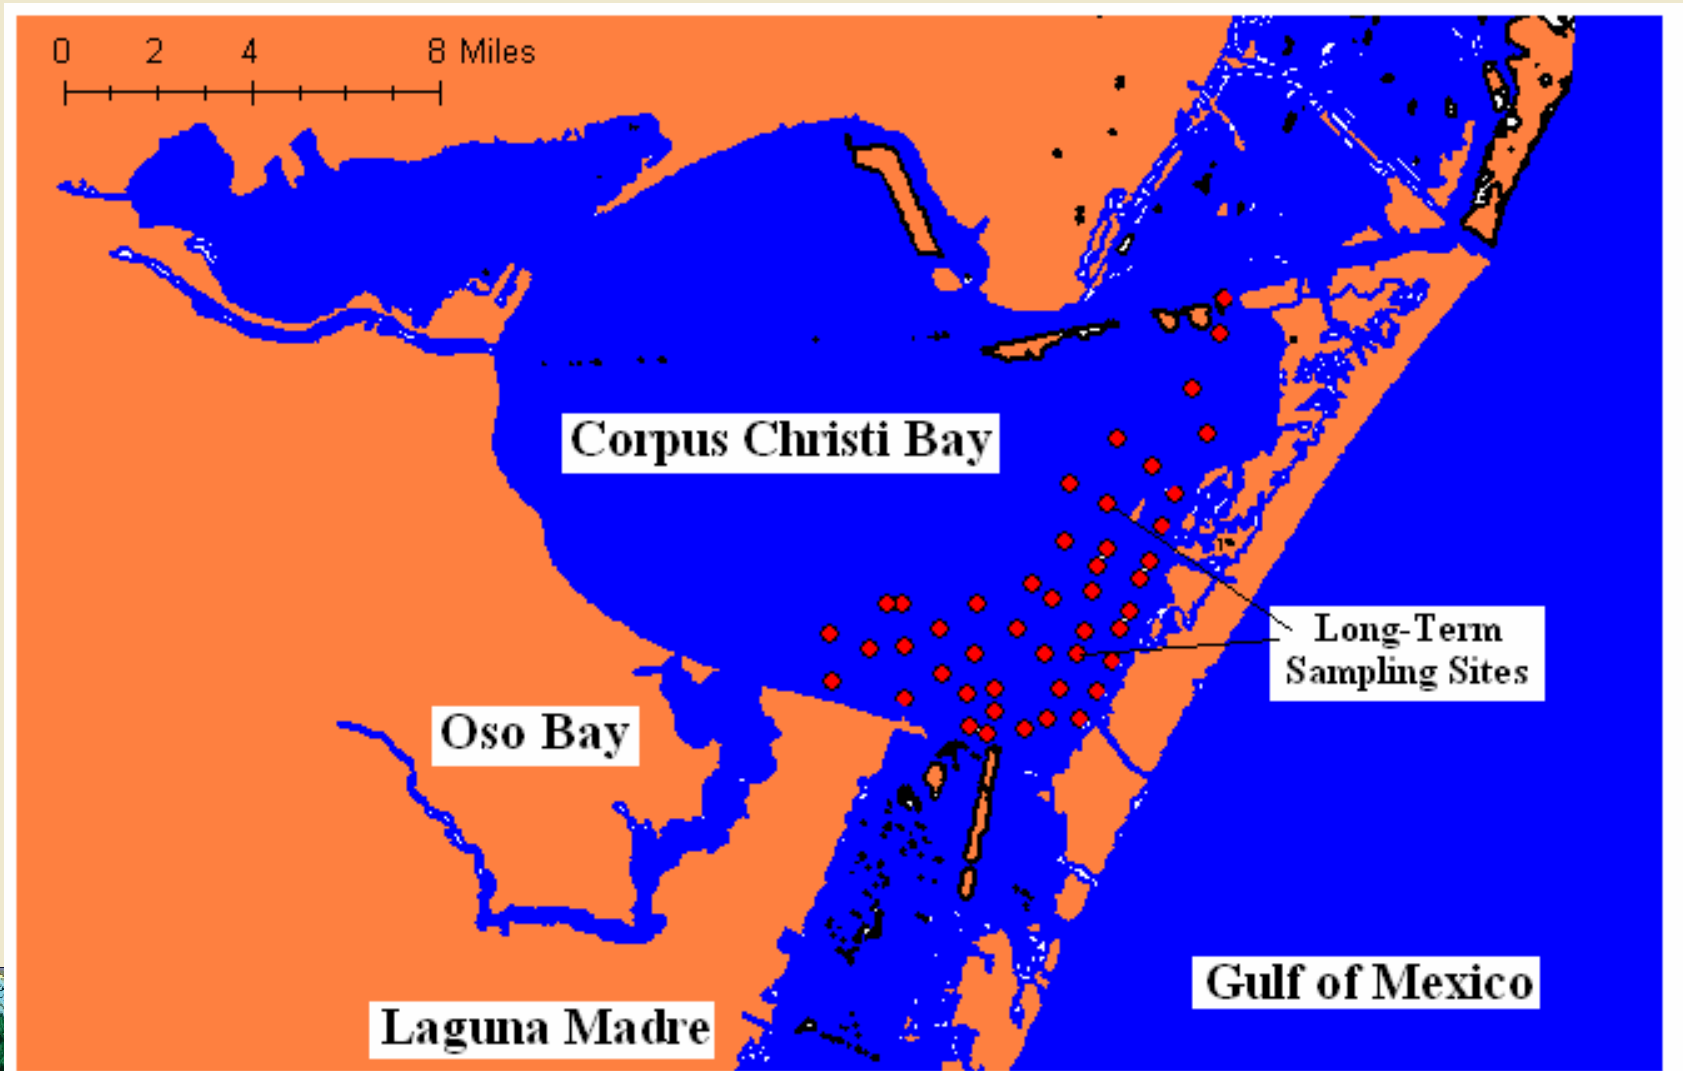 0 2 4 8 Miles
Corpus Christi Bay
Long-Term
Sampling Sites
Oso Bay
Gulf of Mexico
Laguna Madre